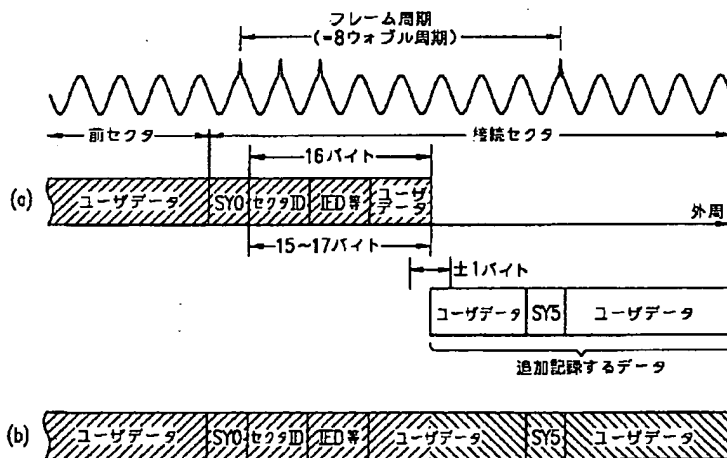 フレーム周期
(=8ウォブル周期)
前セクタ
接続セクタ
16バイト
(a)
ユーザデータ
SY0
セクタID
IED等
ユーザ
データ
外周
15~17バイト
±1バイト
ユーザデータ
SY5
ユーザデータ
追加記録するデータ
(b)
ユーザデータ
SY0
セクタID
IED等
ユーザデータ
SY5
ユーザデータ